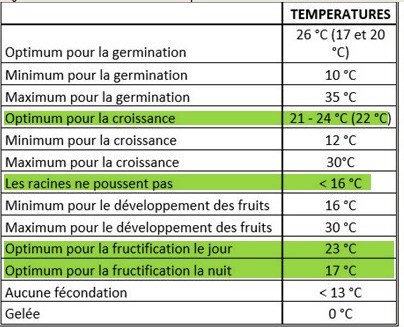 TEMPERATURES
Optimum pour la germination 26 °C (17 et 20 °C)
Minimum pour la germination 10 °C
Maximum pour la germination 35 °C
Optimum pour la croissance 21 - 24 °C (22 °C)
Minimum pour la croissance 12 °C
Maximum pour la croissance 30°C
Les racines ne poussent pas < 16 °C
Minimum pour le développement des fruits 16 °C
Maximum pour le développement des fruits 30 °C
Optimum pour la fructification le jour 23 °C
Optimum pour la fructification la nuit 17 °C
Aucune fécondation < 13 °C
Gelée 0 °C